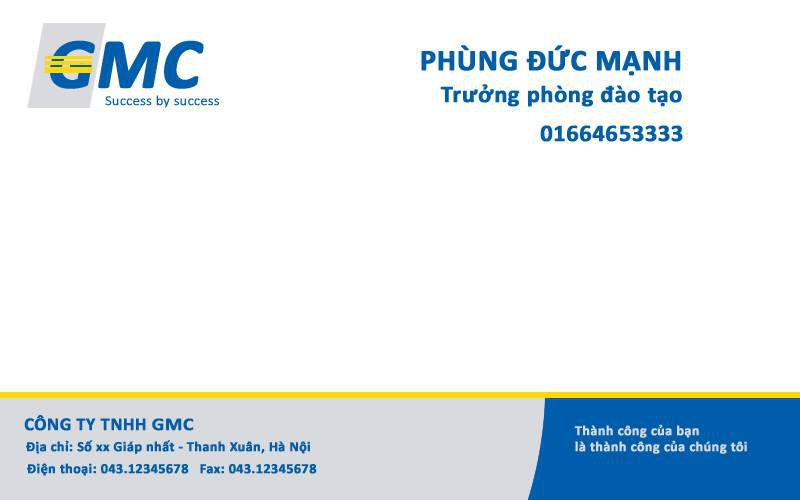 GMC
Success by success
PHÙNG ĐỨC MẠNH
Trưởng phòng đào tạo
01664653333
CÔNG TY TNHH GMC
Địa chỉ: Số xx Giáp nhất - Thanh Xuân, Hà Nội
Điện thoại: 043.12345678 Fax: 043.12345678
Thành công của bạn
là thành công của chúng tôi